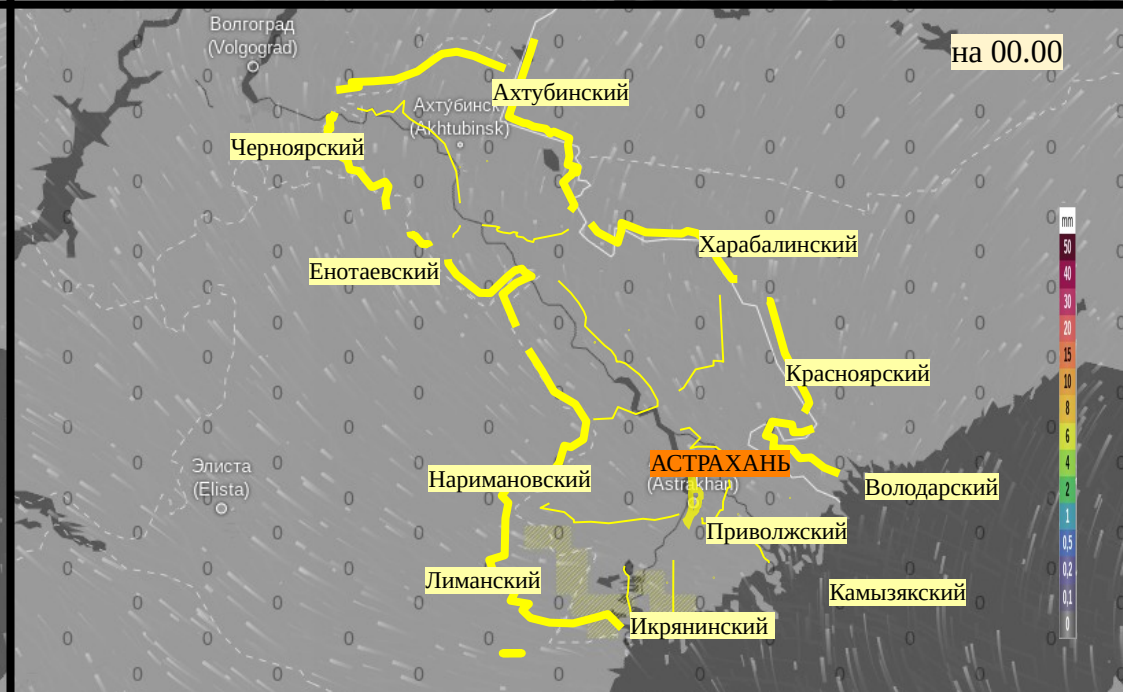 Волгоград
(Volgograd)
на 00.00
Ахтубинский
Ахтубинск
(Akhtubinsk)
Черноярский
Харабалинский
Енотаевский
mm
50
40
30
20
15
10
8
6
4
2
1
0,5
0,2
0,1
0
Красноярский
АСТРАХАНЬ
(Astrakhan)
Элиста
(Elista)
Наримановский
Володарский
Приволжский
Лиманский
Камызякский
Икрянинский